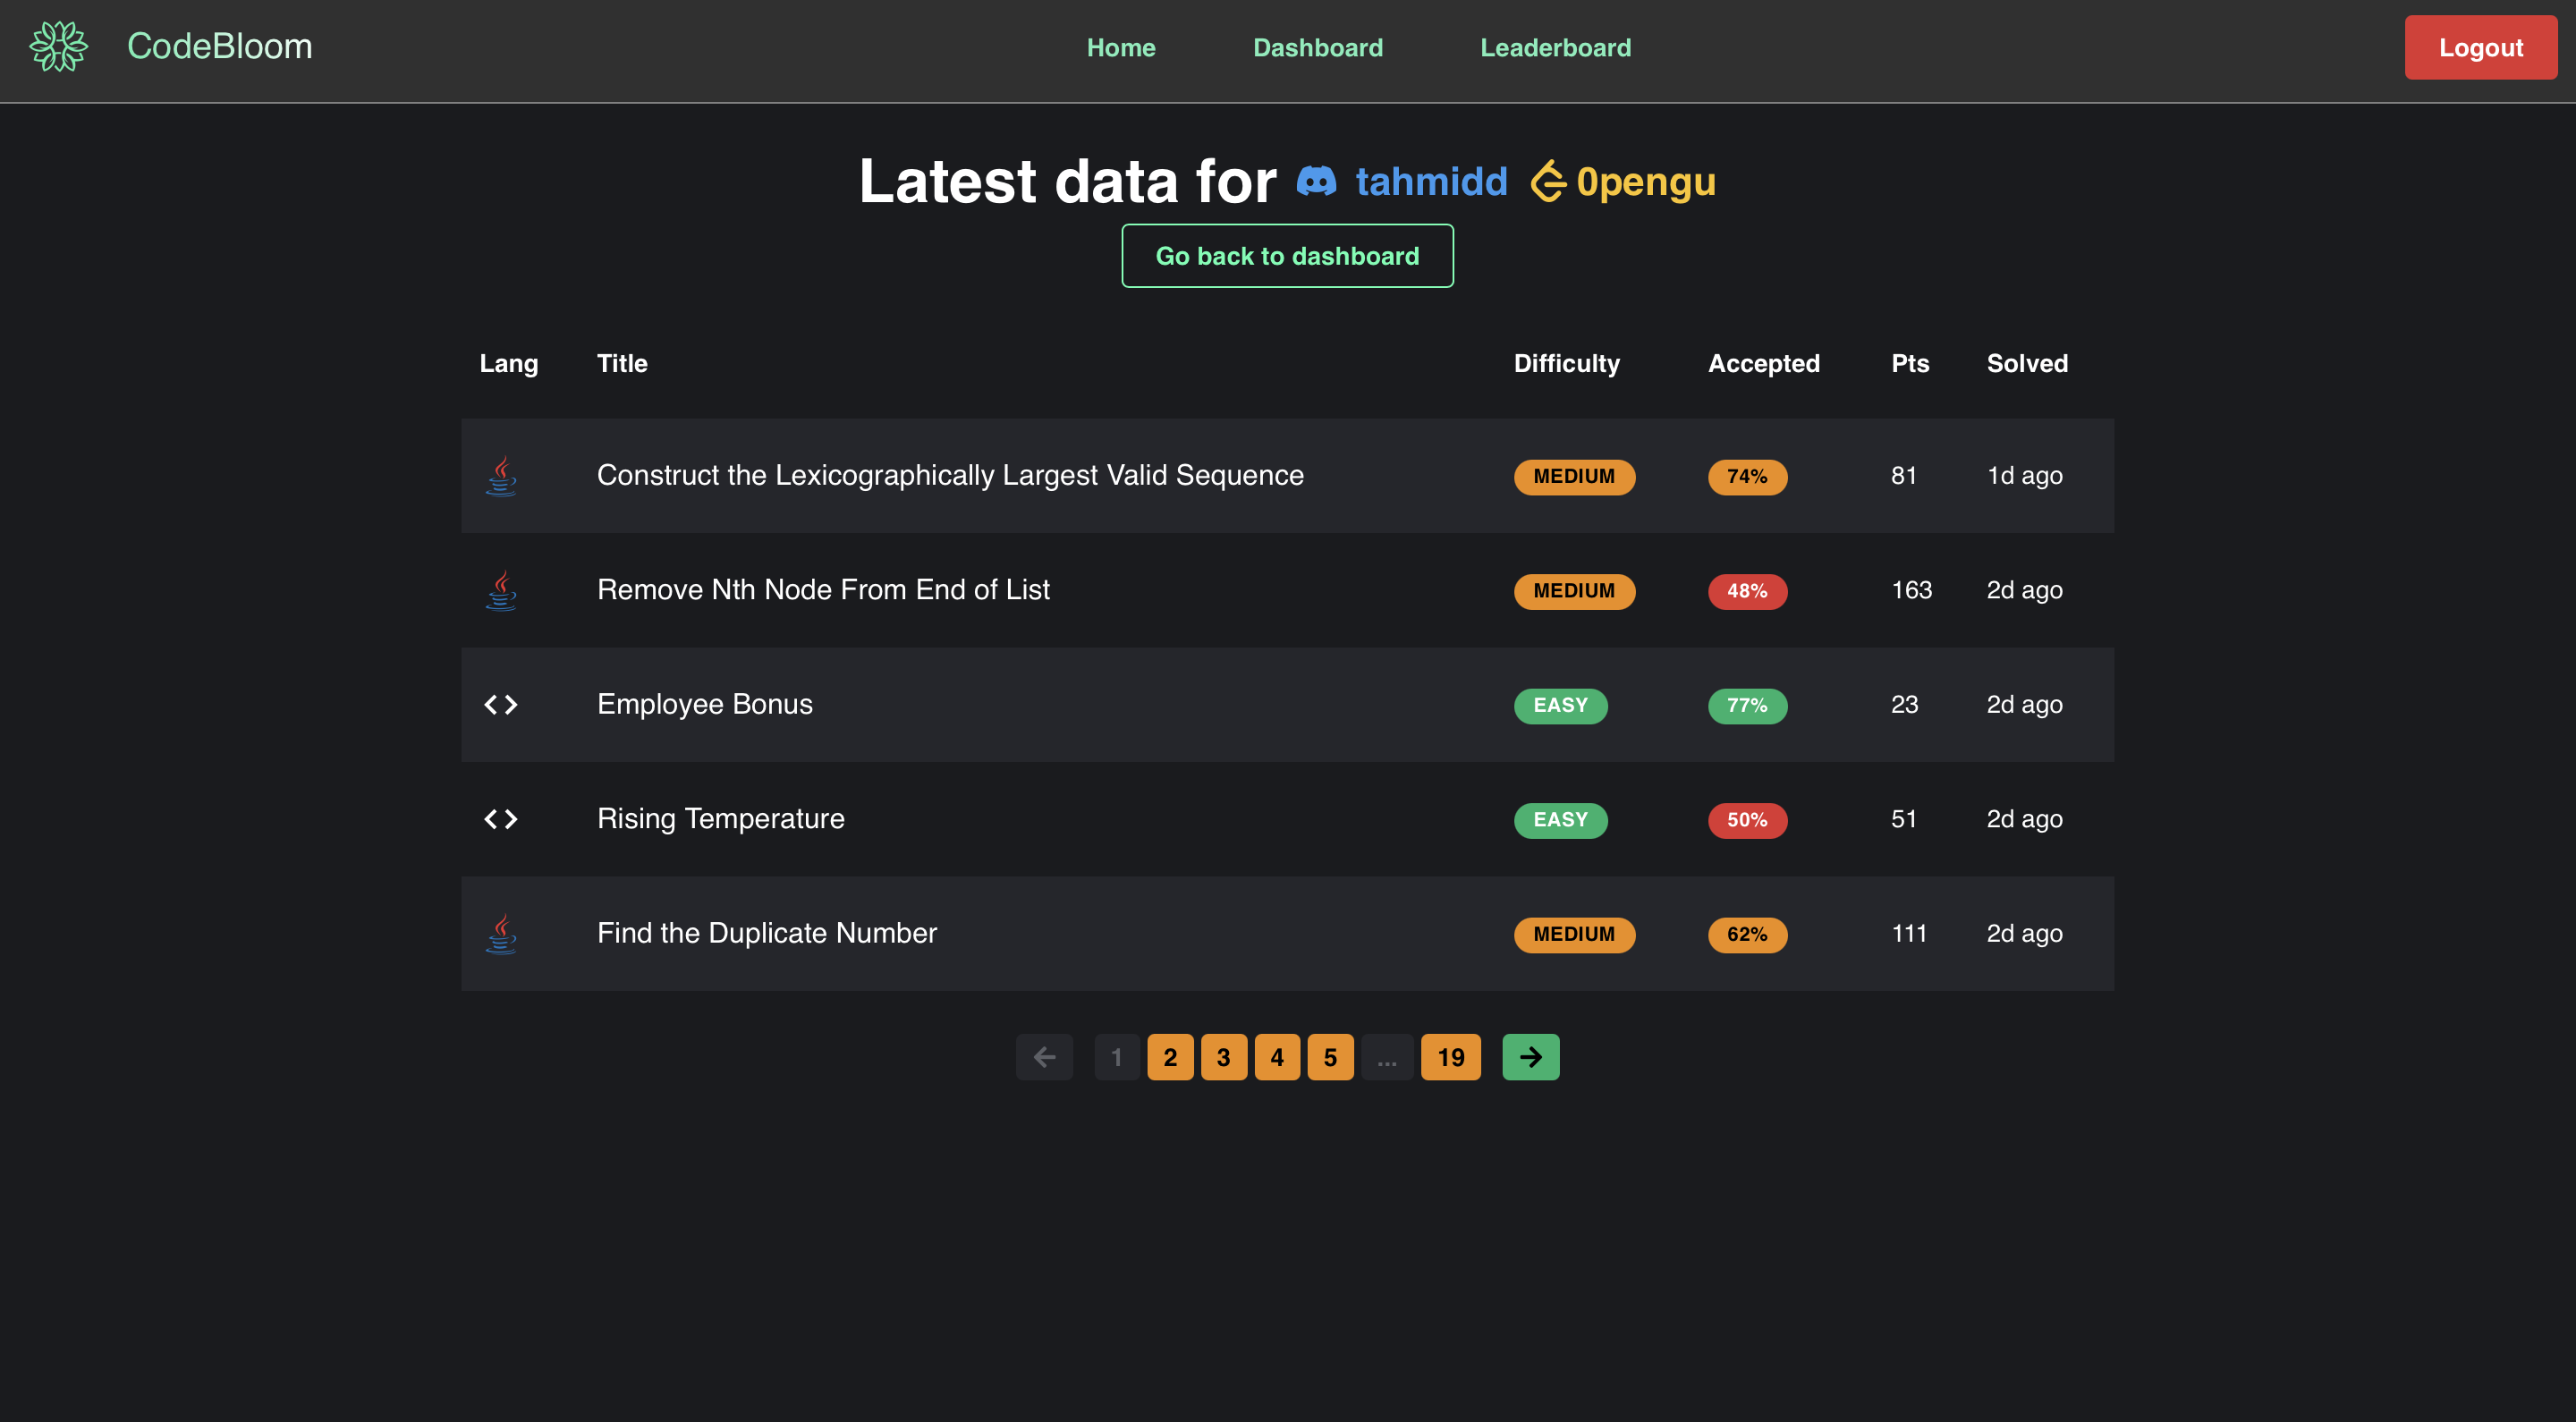 CodeBloom Home Dashboard Leaderboard Logout
Latest data for tahmidd 0pengu
Go back to dashboard
Lang Title Difficulty Accepted Pts Solved
Construct the Lexicographically Largest Valid Sequence MEDIUM 74% 81 1d ago
Remove Nth Node From End of List MEDIUM 48% 163 2d ago
Employee Bonus EASY 77% 23 2d ago
Rising Temperature EASY 50% 51 2d ago
Find the Duplicate Number MEDIUM 62% 111 2d ago
1 2 3 4 5 ... 19